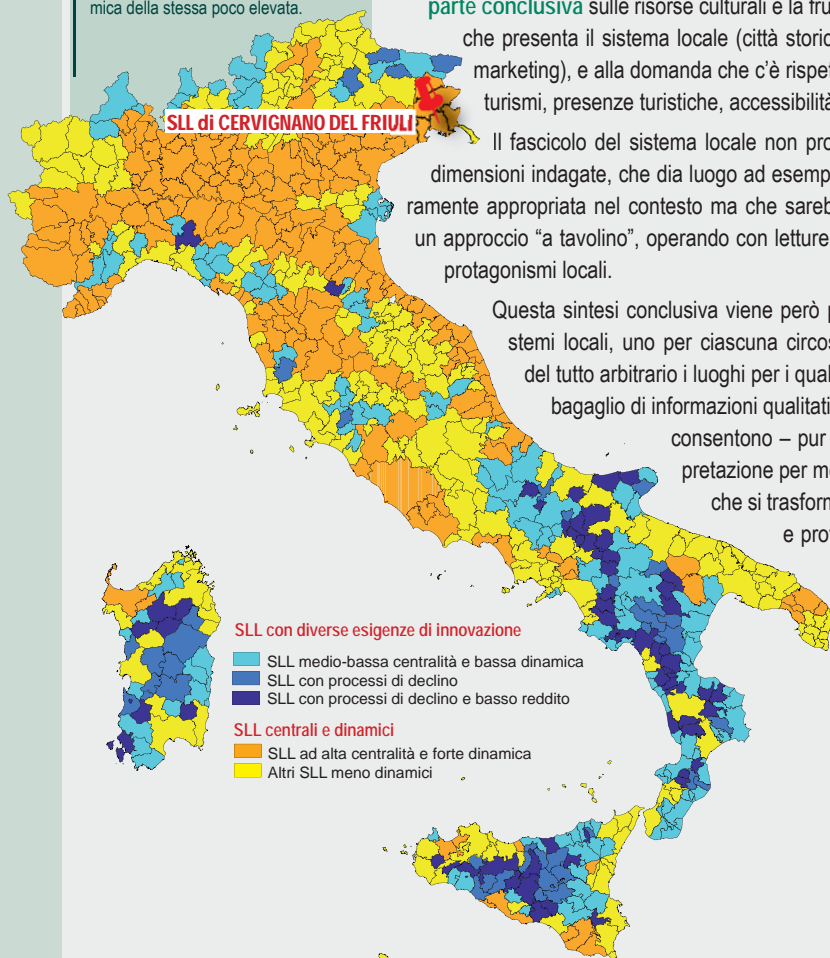 mica della stessa poco elevata.
parte conclusiva sulle risorse culturali e la fru
che presenta il sistema locale (città storic
marketing), e alla domanda che c'è rispet
turismi, presenze turistiche, accessibilità
Il fascicolo del sistema locale non pro
dimensioni indagate, che dia luogo ad esemp
ramente appropriata nel contesto ma che sareb
un approccio “a tavolino”, operando con letture
protagonismi locali.
Questa sintesi conclusiva viene però p
stemi locali, uno per ciascuna circos
del tutto arbitrario i luoghi per i qual
bagaglio di informazioni qualitati
consentono – pur
pretazione per me
che si trasform
e pro
SLL di CERVIGNANO DEL FRIULI
SLL con diverse esigenze di innovazione
SLL medio-bassa centralità e bassa dinamica
SLL con processi di declino
SLL con processi di declino e basso reddito
SLL centrali e dinamici
SLL ad alta centralità e forte dinamica
Altri SLL meno dinamici